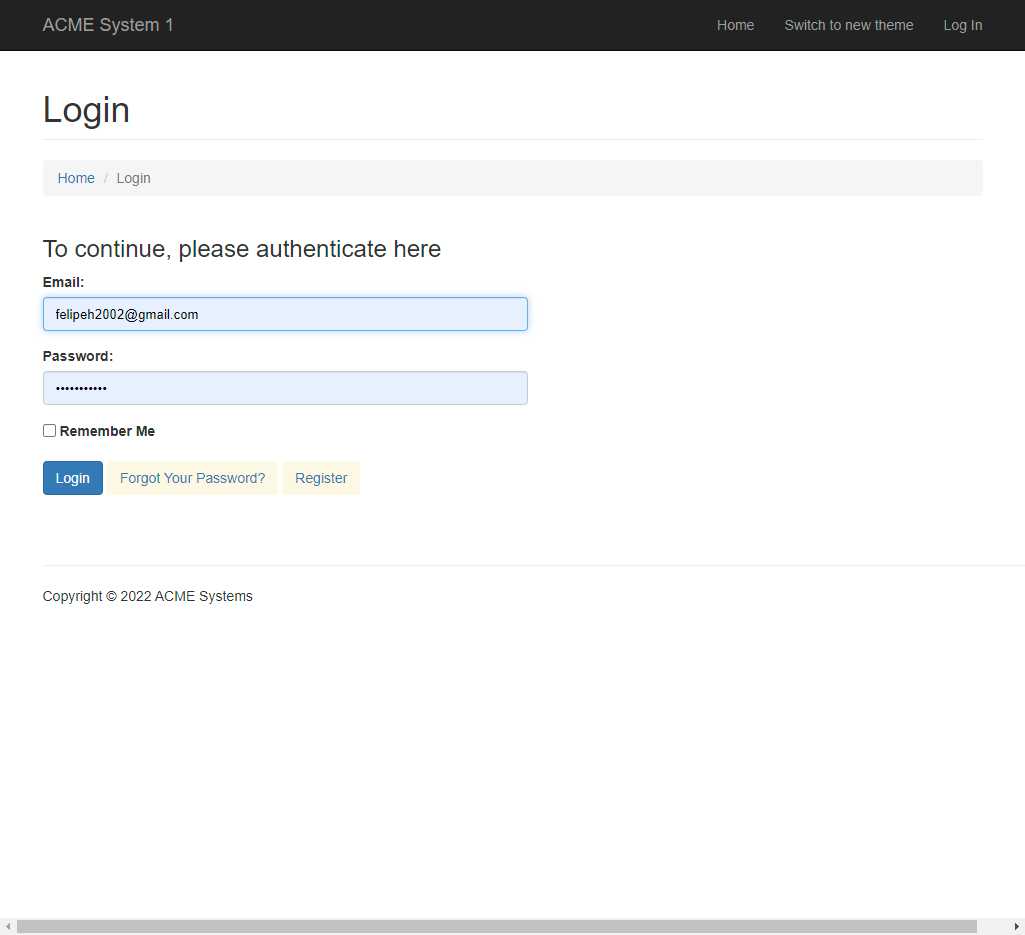 ACME System 1 Home Switch to new theme Log In
Login
Home / Login
To continue, please authenticate here
Email:
felipeh2002@gmail.com
Password:
•••••••••••
Remember Me
Login Forgot Your Password? Register
Copyright © 2022 ACME Systems